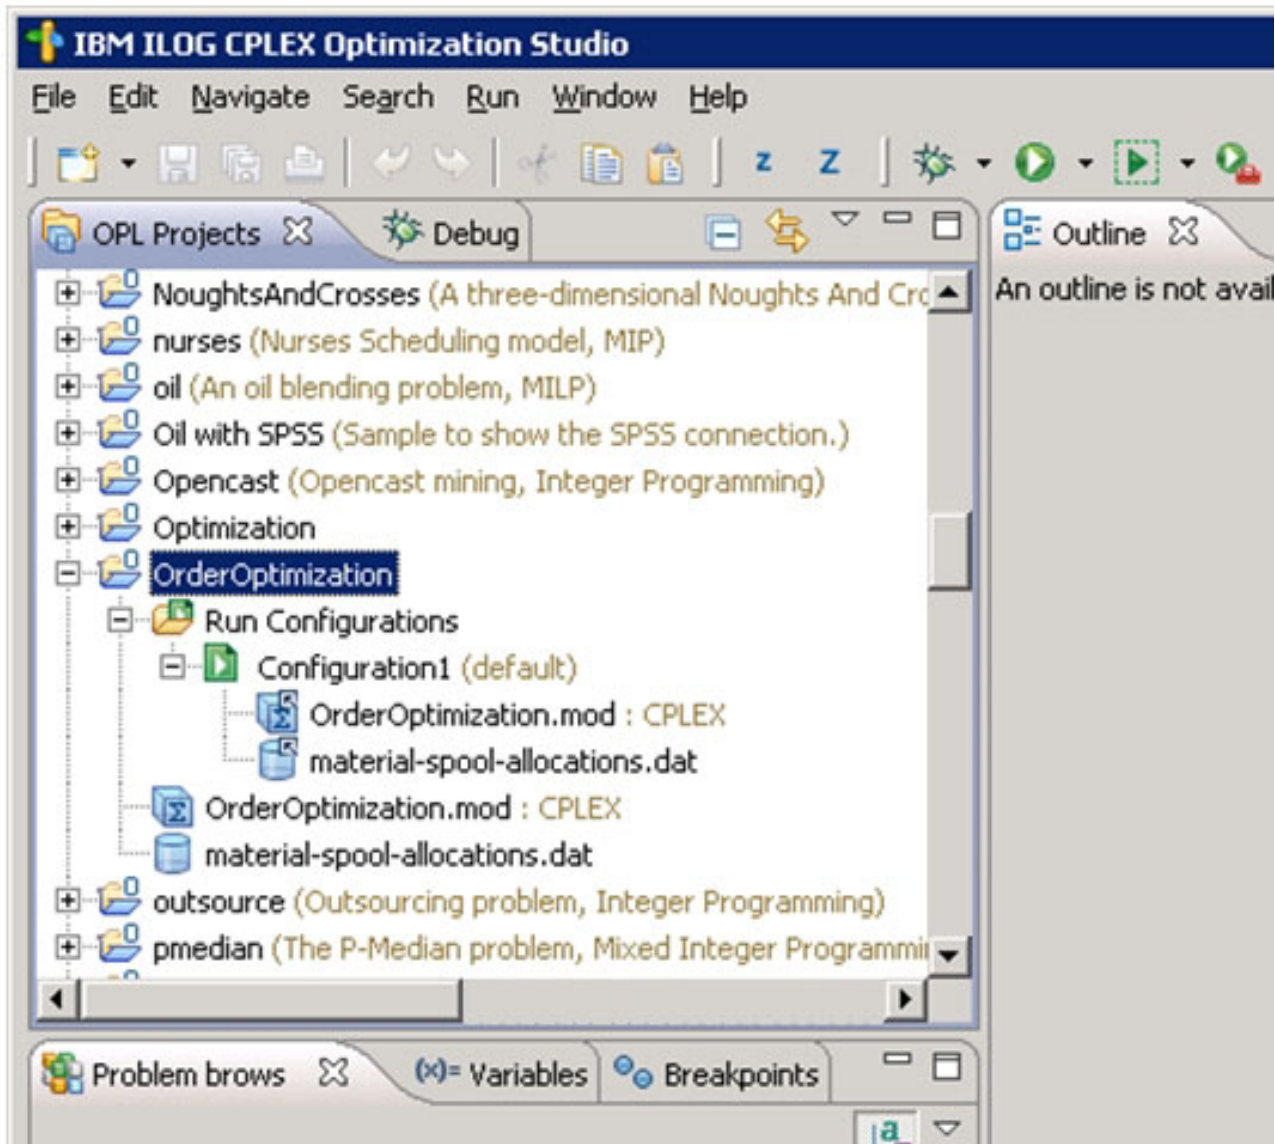 IBM ILOG CPLEX Optimization Studio
File Edit Navigate Search Run Window Help
z Z
OPL Projects Debug
Outline
An outline is not avail
NoughtsAndCrosses (A three-dimensional Noughts And Cro
nurses (Nurses Scheduling model, MIP)
oil (An oil blending problem, MILP)
Oil with SPSS (Sample to show the SPSS connection.)
Opencast (Opencast mining, Integer Programming)
Optimization
OrderOptimization
Run Configurations
Configuration1 (default)
OrderOptimization.mod : CPLEX
material-spool-allocations.dat
OrderOptimization.mod : CPLEX
material-spool-allocations.dat
outsource (Outsourcing problem, Integer Programming)
pmedian (The P-Median problem, Mixed Integer Programmi
Problem brows (x)= Variables Breakpoints
a